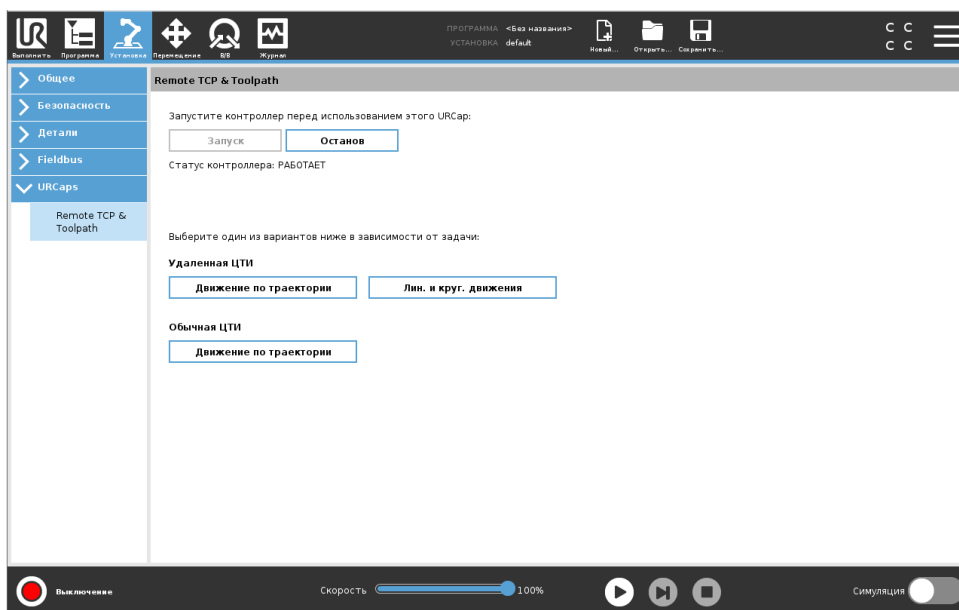 ПРОГРАММА <Без названия>
УСТАНОВКА default
C C
C C
Выполнить Программа Установка Перемещение В/В Журнал Новый... Открыть... Сохранить...
Общее
Безопасность
Детали
Fieldbus
URCaps
Remote TCP &
Toolpath
Remote TCP & Toolpath
Запустите контроллер перед использованием этого URCap:
Запуск Останов
Статус контроллера: РАБОТАЕТ
Выберите один из вариантов ниже в зависимости от задачи:
Удаленная ЦТИ
Движение по траектории Лин. и круг. движения
Обычная ЦТИ
Движение по траектории
Выключение Скорость 100% Симуляция